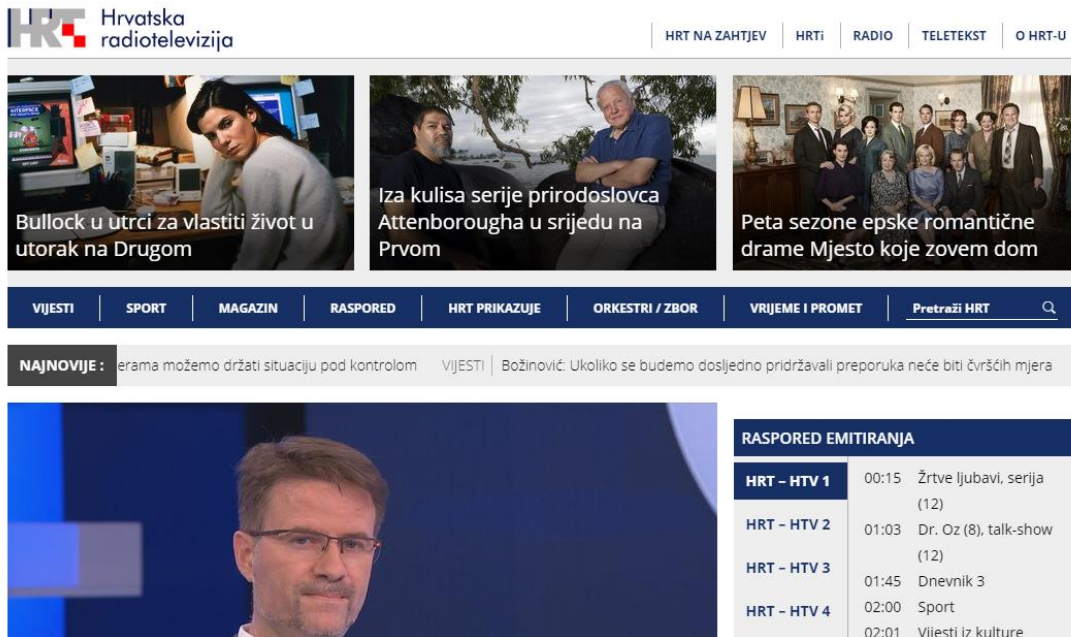 HRT
Hrvatska
radiotelevizija
HRT NA ZAHTJEV
HRTi
RADIO
TELETEKST
O HRT-U
INTERFACE
Bullock u utrci za vlastiti život u
utorak na Drugom
Iza kulisa serije prirodoslovca
Attenborougha u srijedu na
Prvom
Peta sezone epske romantične
drame Mjesto koje zovem dom
VIJESTI
SPORT
MAGAZIN
RASPORED
HRT PRIKAZUJE
ORKESTRI / ZBOR
VRIJEME I PROMET
Pretraži HRT
NAJNOVIJE : erama možemo držati situaciju pod kontrolom VIJESTI | Božinović: Ukoliko se budemo dosljedno pridržavali preporuka neće biti čvršćih mjera
RASPORED EMITIRANJA
HRT – HTV 1
HRT – HTV 2
HRT – HTV 3
HRT – HTV 4
00:15 Žrtve ljubavi, serija
(12)
01:03 Dr. Oz (8), talk-show
(12)
01:45 Dnevnik 3
02:00 Sport
02:01 Vijesti iz kulture